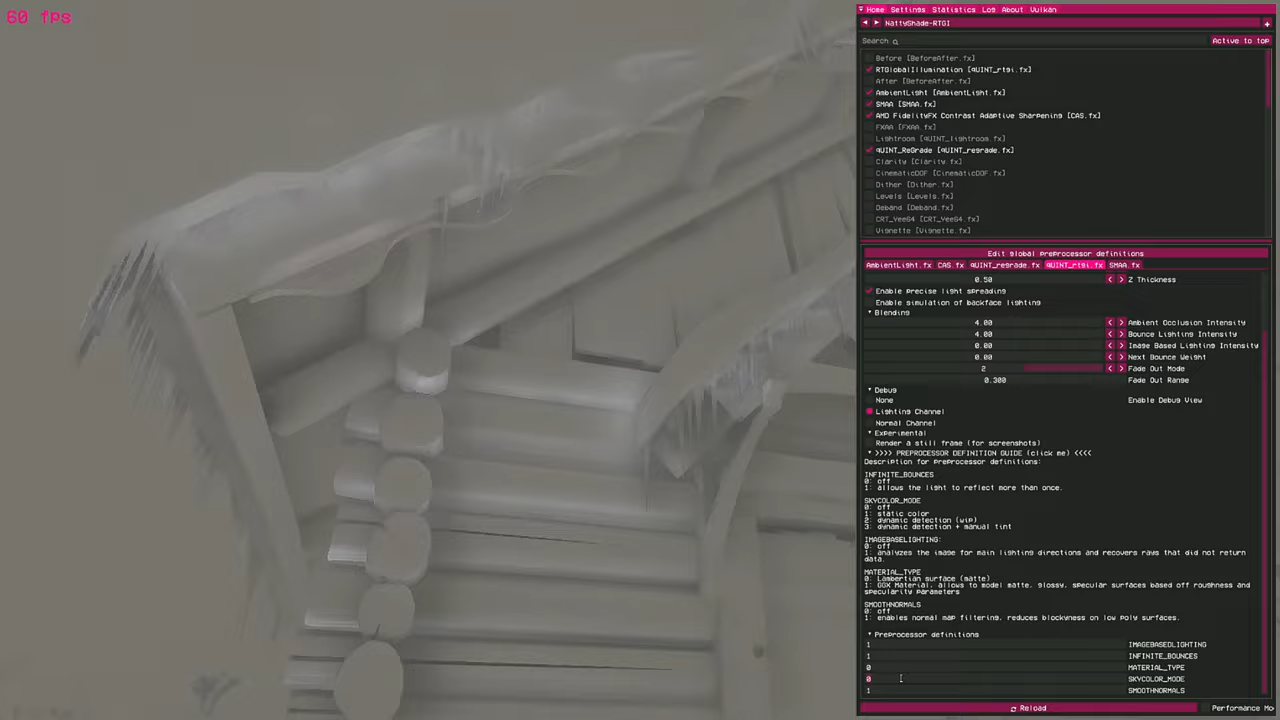 60 fps
Home Settings Statistics Log About Vulkan
NattyShade-RTGI +
Search Active to top
Before [BeforeAfter.fx]
RTGlobalIllumination [qUINT_rtgi.fx]
After [BeforeAfter.fx]
AmbientLight [AmbientLight.fx]
SMAA [SMAA.fx]
AMD FidelityFX Contrast Adaptive Sharpening [CAS.fx]
FXAA [FXAA.fx]
Lightroom [qUINT_lightroom.fx]
qUINT_ReGrade [qUINT_regrade.fx]
Clarity [Clarity.fx]
CinematicDOF [CinematicDOF.fx]
Dither [Dither.fx]
Levels [Levels.fx]
Deband [Deband.fx]
CRT_Yee64 [CRT_Yee64.fx]
Vignette [Vignette.fx]
Edit global preprocessor definitions
AmbientLight.fx CAS.fx qUINT_regrade.fx qUINT_rtgi.fx SMAA.fx
0.50 < > Z Thickness
Enable precise light spreading
Enable simulation of backface lighting
Blending
4.00 < > Ambient Occlusion Intensity
4.00 < > Bounce Lighting Intensity
0.00 < > Image Based Lighting Intensity
0.00 < > Next Bounce Weight
2 < > Fade Out Mode
0.300 Fade Out Range
Debug
None Enable Debug View
Lighting Channel
Normal Channel
Experimental
Render a still frame (for screenshots)
>>>> PREPROCESSOR DEFINITION GUIDE (click me) <<<<
Description for preprocessor definitions:
INFINITE_BOUNCES
0: off
1: allows the light to reflect more than once.
SKYCOLOR_MODE
0: off
1: static color
2: dynamic detection (wip)
3: dynamic detection + manual tint
IMAGEBASELIGHTING:
0: off
1: analyzes the image for main lighting directions and recovers rays that did not return
data.
MATERIAL_TYPE
0: Lambertian surface (matte)
1: GGX Material, allows to model matte, glossy, specular surfaces based off roughness and
specularity parameters
SMOOTHNORMALS
0: off
1: enables normal map filtering, reduces blockyness on low poly surfaces.
Preprocessor definitions
1 IMAGEBASEDLIGHTING
1 INFINITE_BOUNCES
0 MATERIAL_TYPE
0 SKYCOLOR_MODE
1 SMOOTHNORMALS
Reload Performance Mo